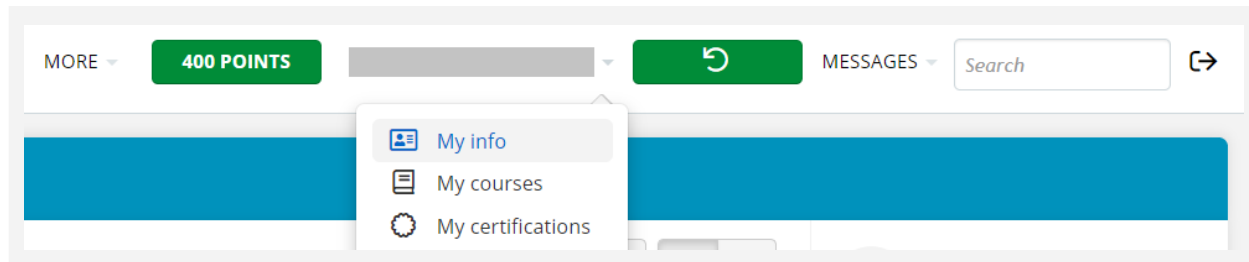 MORE 400 POINTS MESSAGES Search
My info
My courses
My certifications